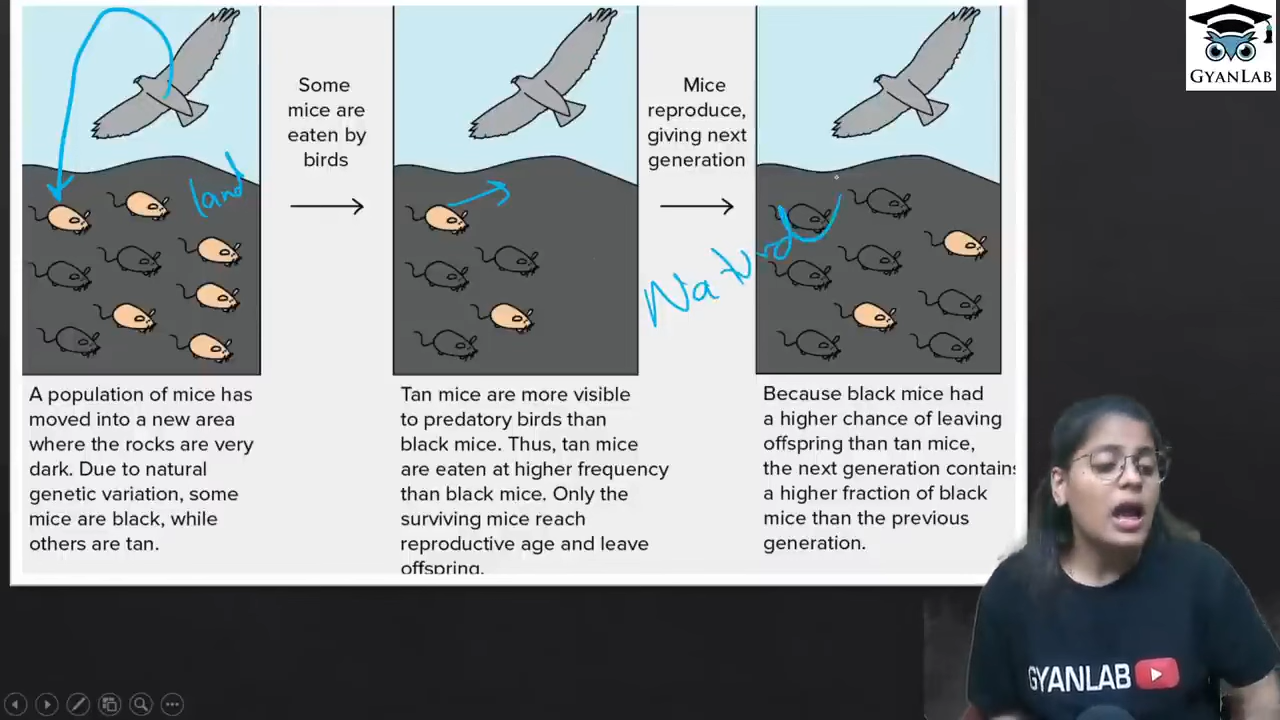 GYANLAB
land
Some
mice are
eaten by
birds
Mice
reproduce,
giving next
generation
Natural
A population of mice has
moved into a new area
where the rocks are very
dark. Due to natural
genetic variation, some
mice are black, while
others are tan.
Tan mice are more visible
to predatory birds than
black mice. Thus, tan mice
are eaten at higher frequency
than black mice. Only the
surviving mice reach
reproductive age and leave
offspring.
Because black mice had
a higher chance of leaving
offspring than tan mice,
the next generation contains
a higher fraction of black
mice than the previous
generation.
GYANLAB